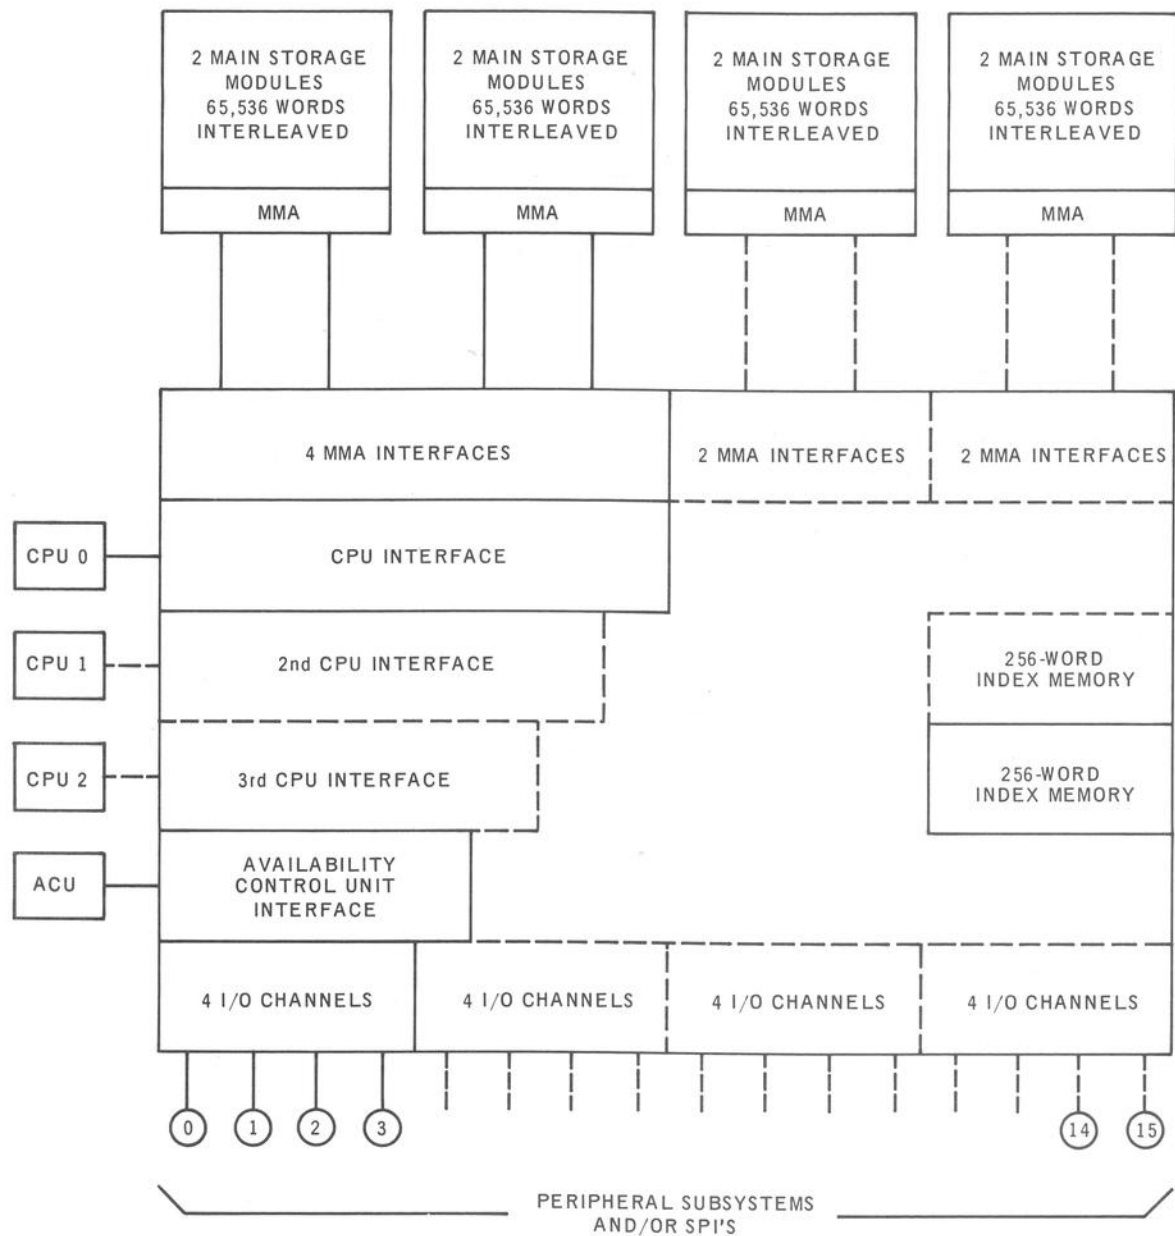 2 MAIN STORAGE
MODULES
65,536 WORDS
INTERLEAVED
MMA
2 MAIN STORAGE
MODULES
65,536 WORDS
INTERLEAVED
MMA
2 MAIN STORAGE
MODULES
65,536 WORDS
INTERLEAVED
MMA
2 MAIN STORAGE
MODULES
65,536 WORDS
INTERLEAVED
MMA
4 MMA INTERFACES
2 MMA INTERFACES
2 MMA INTERFACES
CPU 0
CPU INTERFACE
CPU 1
2nd CPU INTERFACE
256-WORD
INDEX MEMORY
CPU 2
3rd CPU INTERFACE
256-WORD
INDEX MEMORY
ACU
AVAILABILITY
CONTROL UNIT
INTERFACE
4 I/O CHANNELS
4 I/O CHANNELS
4 I/O CHANNELS
4 I/O CHANNELS
0
1
2
3
14
15
PERIPHERAL SUBSYSTEMS
AND/OR SPI'S